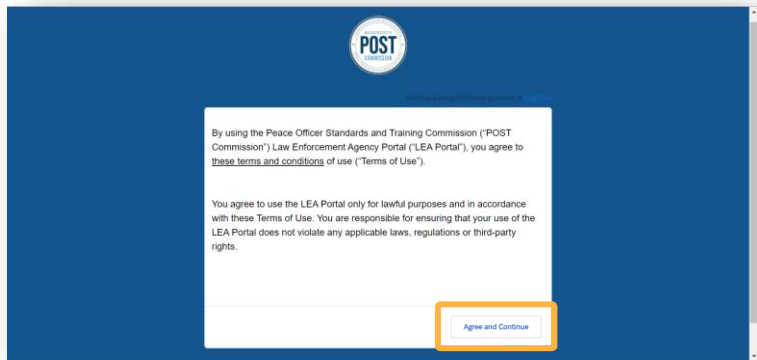 MASSACHUSETTS
POST
COMMISSION
Log Out
By using the Peace Officer Standards and Training Commission ("POST
Commission") Law Enforcement Agency Portal ("LEA Portal"), you agree to
these terms and conditions of use ("Terms of Use").
You agree to use the LEA Portal only for lawful purposes and in accordance
with these Terms of Use. You are responsible for ensuring that your use of the
LEA Portal does not violate any applicable laws, regulations or third-party
rights.
Agree and Continue